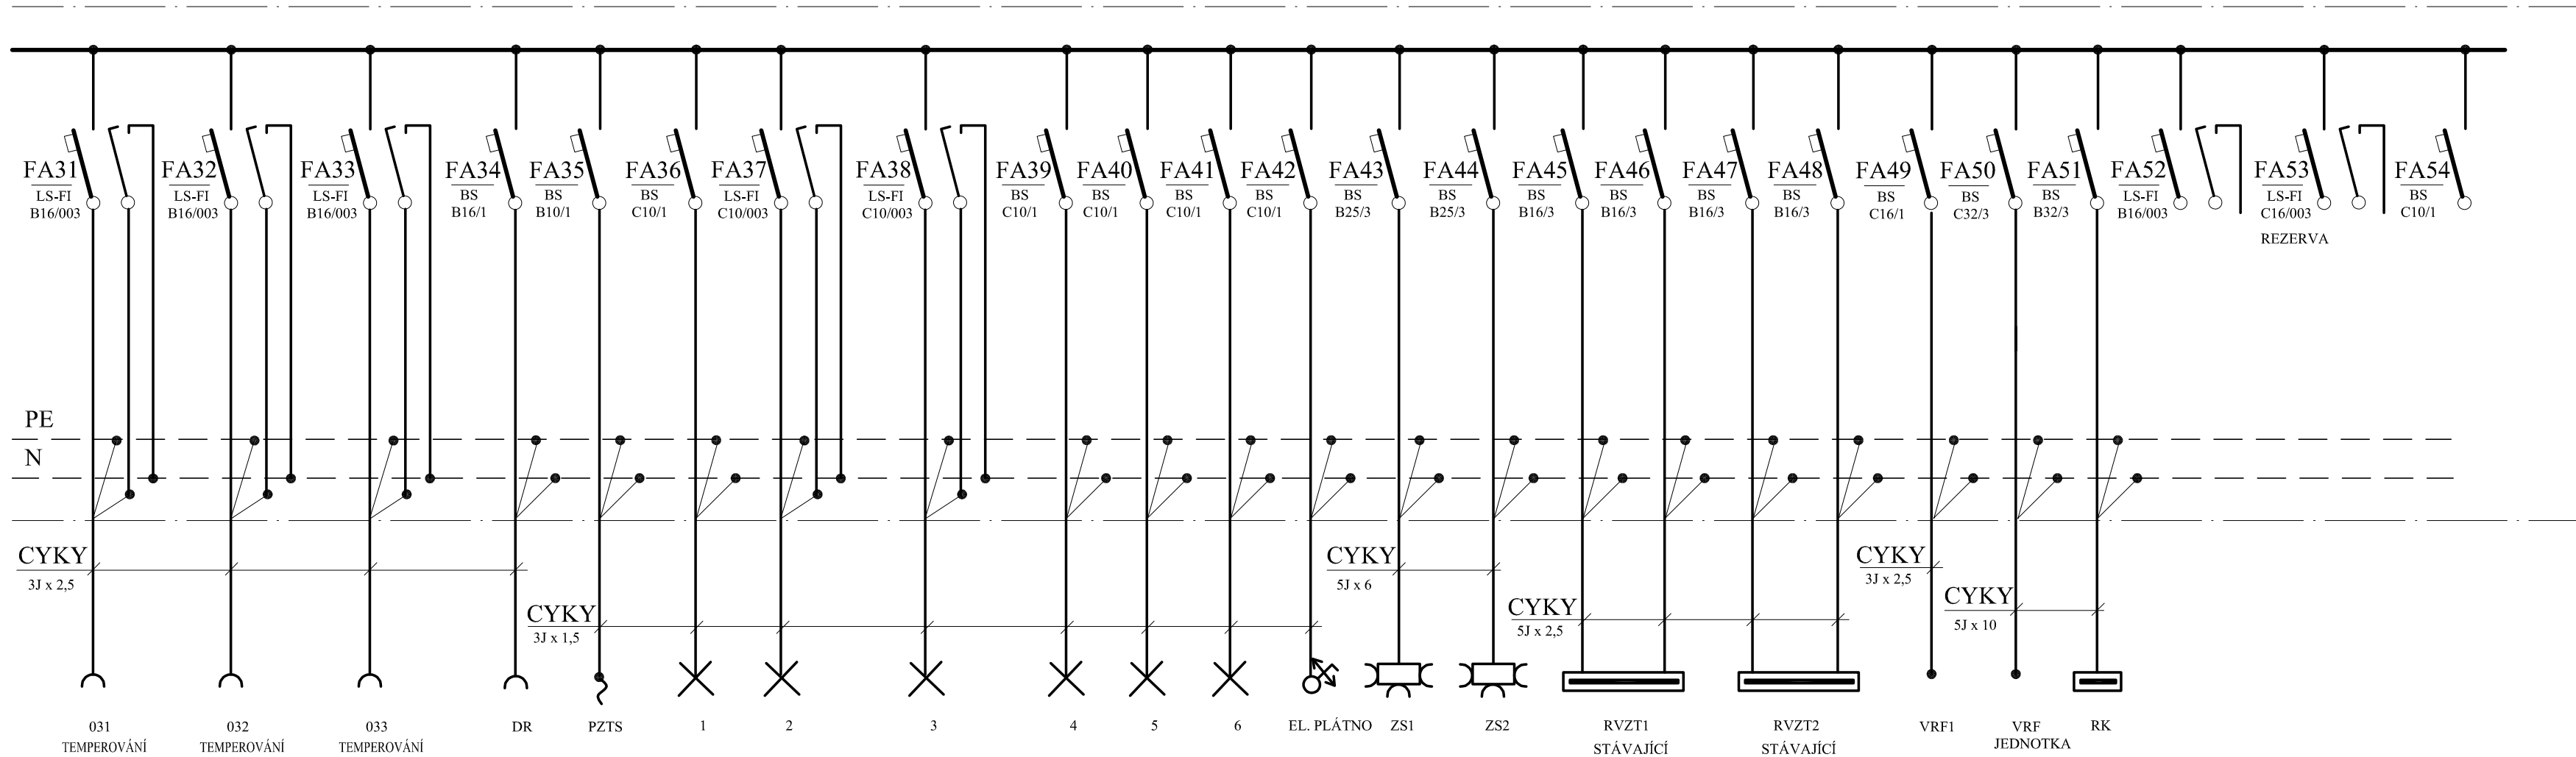 FA31
LS-FI
B16/003
FA32
LS-FI
B16/003
FA33
LS-FI
B16/003
FA34
BS
B16/1
FA35
BS
B10/1
FA36
BS
C10/1
FA37
LS-FI
C10/003
FA38
LS-FI
C10/003
FA39
BS
C10/1
FA40
BS
C10/1
FA41
BS
C10/1
FA42
BS
C10/1
FA43
BS
B25/3
FA44
BS
B25/3
FA45
BS
B16/3
FA46
BS
B16/3
FA47
BS
B16/3
FA48
BS
B16/3
FA49
BS
C16/1
FA50
BS
C32/3
FA51
BS
B32/3
FA52
LS-FI
B16/003
FA53
LS-FI
C16/003
REZERVA
FA54
BS
C10/1
PE
N
CYKY
3J x 2,5
CYKY
3J x 1,5
CYKY
5J x 6
CYKY
5J x 2,5
CYKY
3J x 2,5
CYKY
5J x 10
031
TEMPEROVÁNÍ
032
TEMPEROVÁNÍ
033
TEMPEROVÁNÍ
DR
PZTS
1
2
3
4
5
6
EL. PLÁTNO
ZS1
ZS2
RVZT1
STÁVAJÍCÍ
RVZT2
STÁVAJÍCÍ
VRF1
VRF
JEDNOTKA
RK